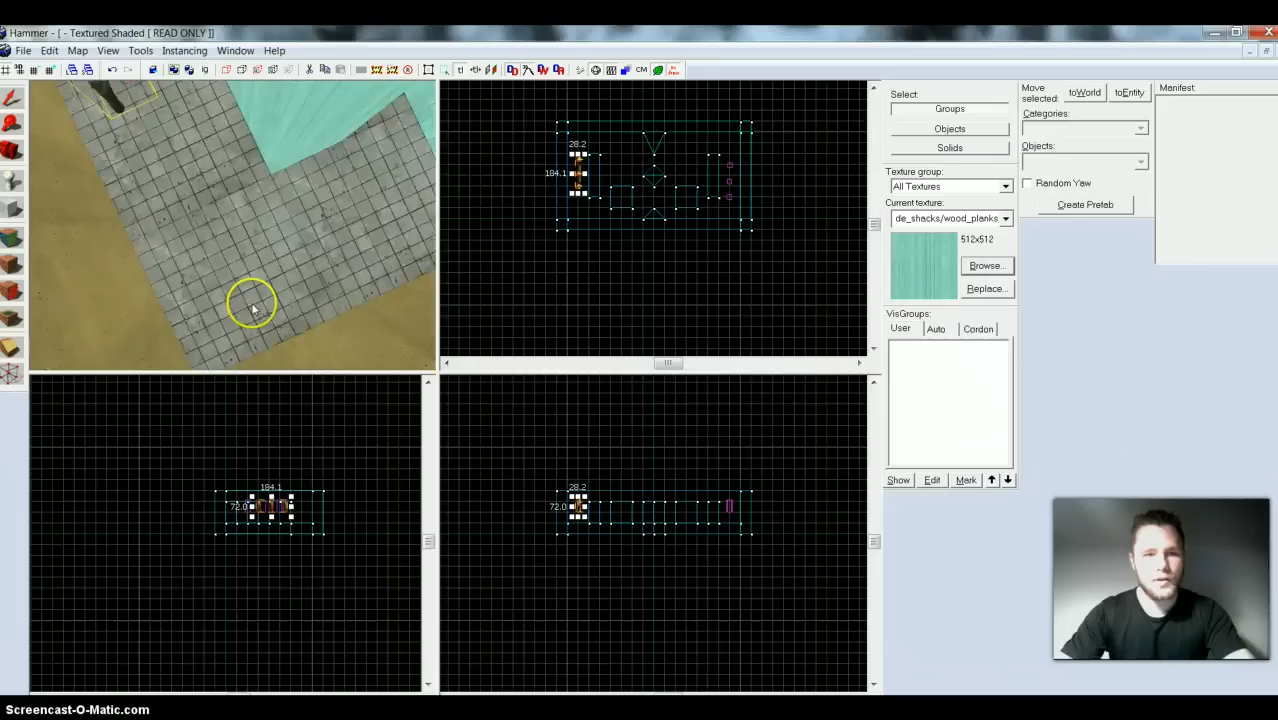 Hammer - [ - Textured Shaded [ READ ONLY ]]
File Edit Map View Tools Instancing Window Help
ig tl CM
Select:
Groups
Objects
Solids
Texture group:
All Textures
Current texture:
de_shacks/wood_planks
512x512
Browse...
Replace...
VisGroups:
User Auto Cordon
Show Edit Mark
Move selected:
toWorld toEntity
Categories:
Objects:
Random Yaw
Create Prefab
Manifest:
28.2
184.1
184.1
72.0
28.2
72.0
Screencast-O-Matic.com